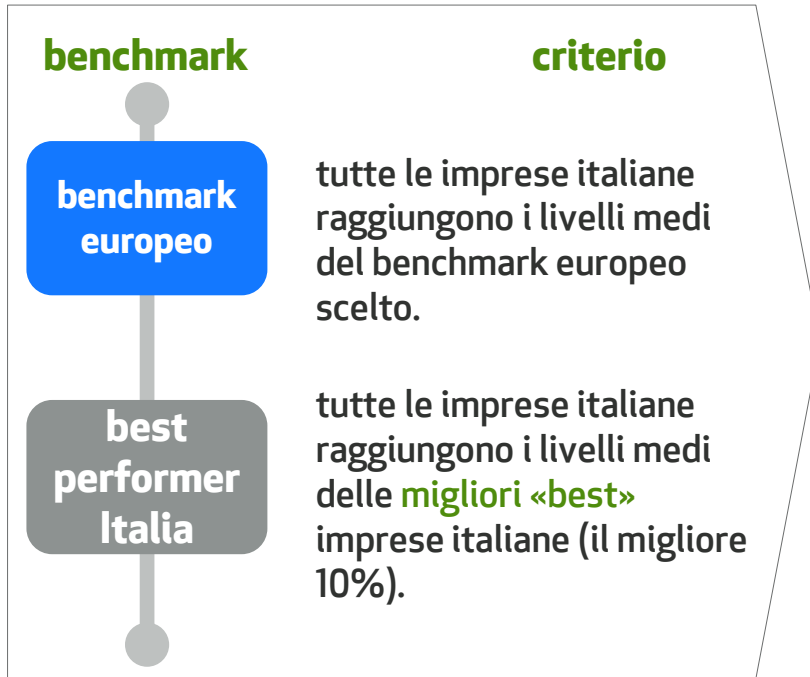 benchmark
criterio
benchmark
europeo
tutte le imprese italiane
raggiungono i livelli medi
del benchmark europeo
scelto.
best
performer
Italia
tutte le imprese italiane
raggiungono i livelli medi
delle migliori «best»
imprese italiane (il migliore
10%).